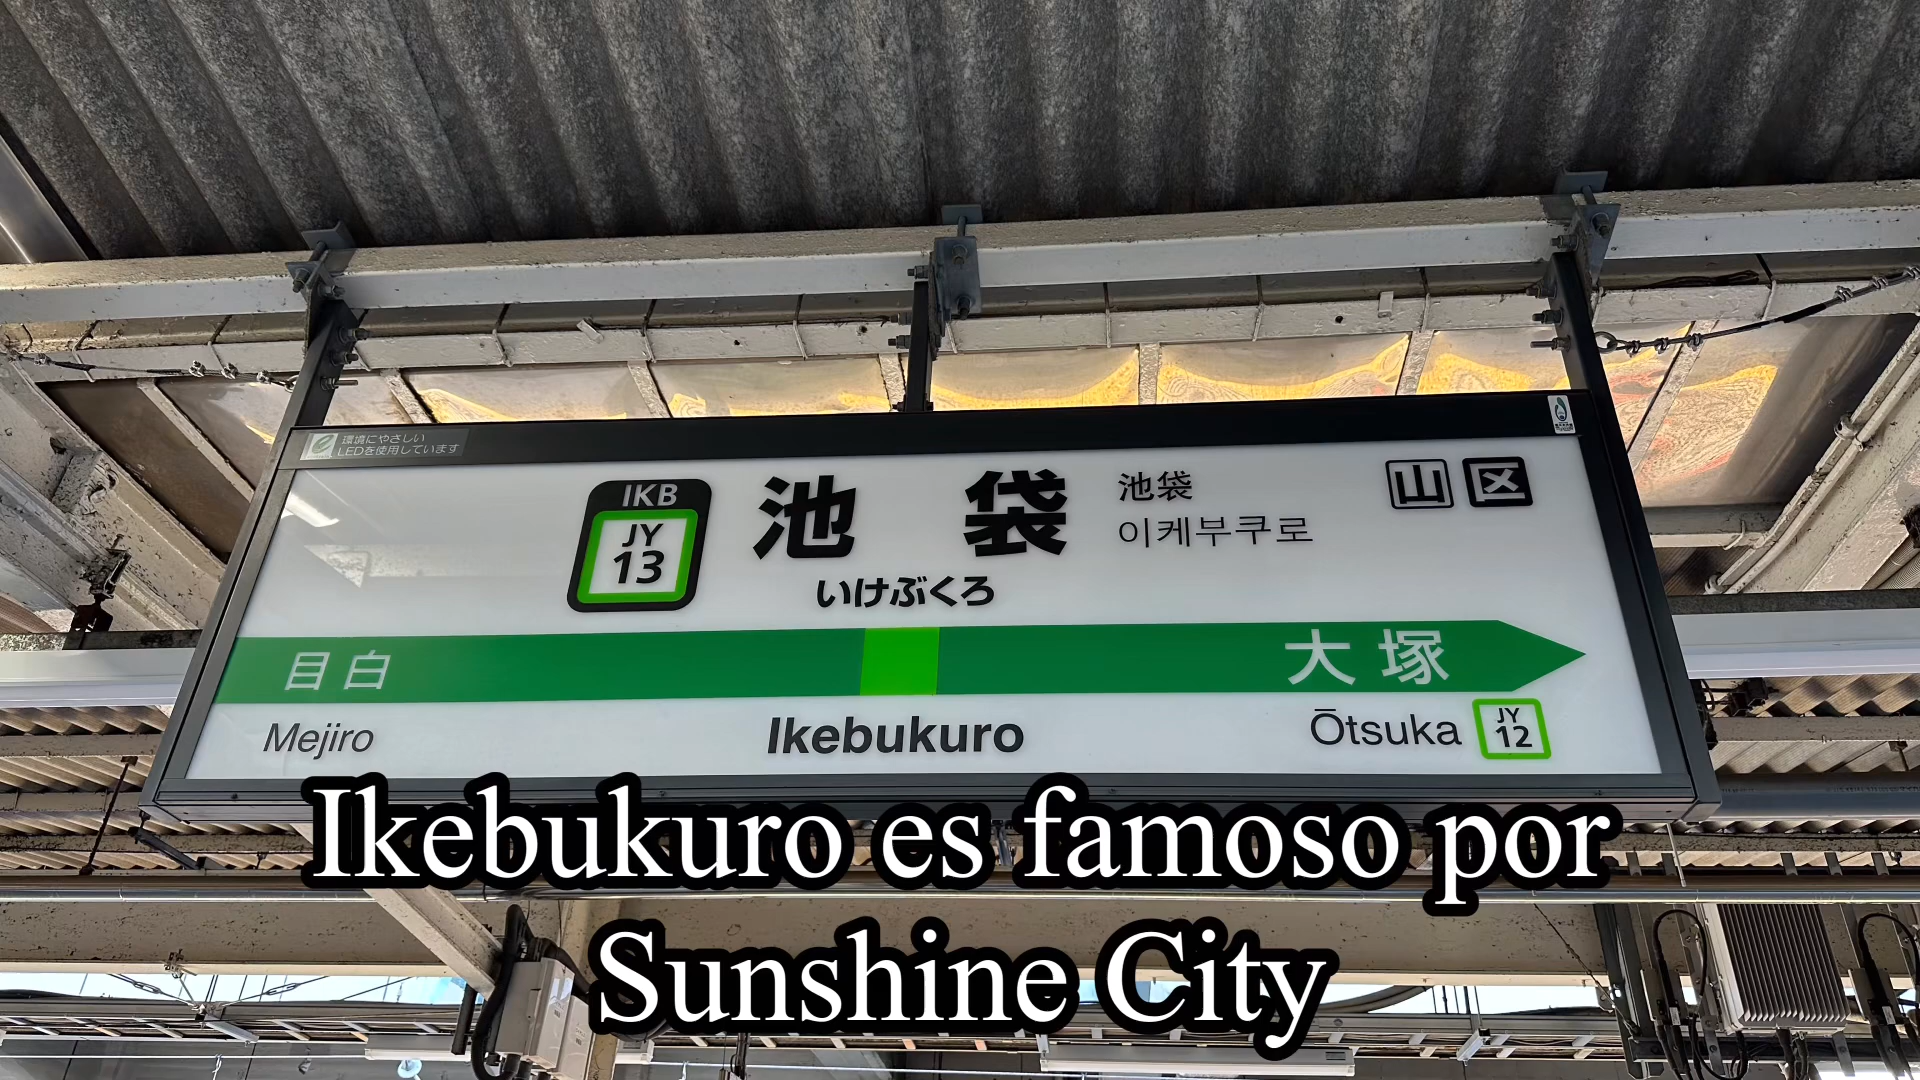 環境にやさしい
LEDを使用しています
IKB
JY
13
池袋
いけぶくろ
池袋
이케부쿠로
山 区
目白
大塚
Mejiro
Ikebukuro
Ōtsuka
JY
12
Ikebukuro es famoso por
Sunshine City